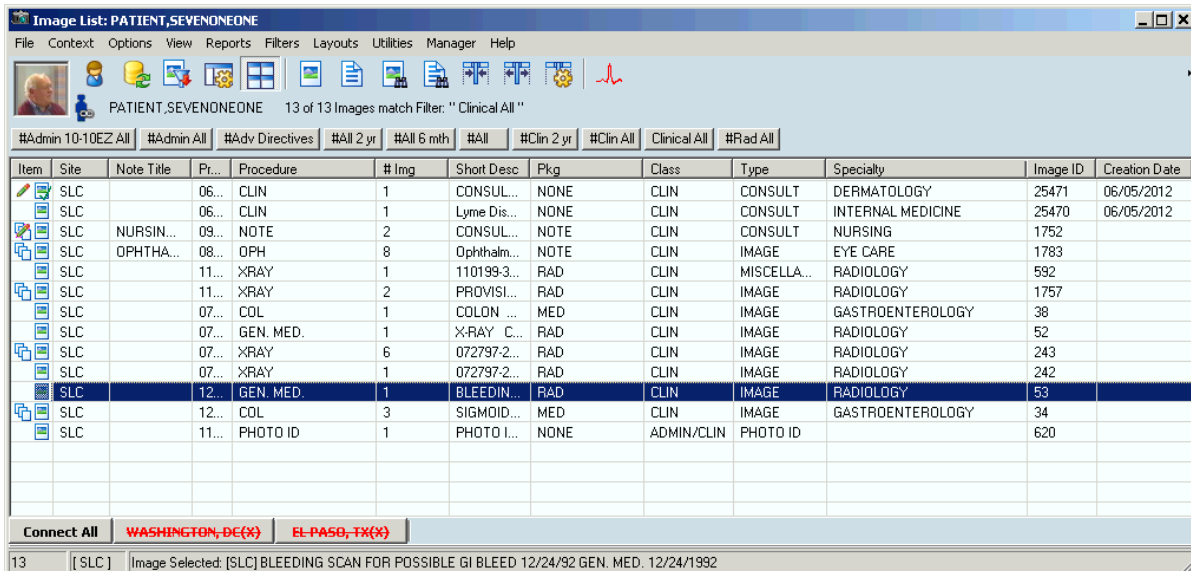 Image List: PATIENT,SEVENONEONE
File Context Options View Reports Filters Layouts Utilities Manager Help
PATIENT,SEVENONEONE 13 of 13 Images match Filter: " Clinical All "
#Admin 10-10EZ All #Admin All #Adv Directives #All 2 yr #All 6 mth #All #Clin 2 yr #Clin All Clinical All #Rad All
Item Site Note Title Pr... Procedure # Img Short Desc Pkg Class Type Specialty Image ID Creation Date
SLC 06... CLIN 1 CONSUL... NONE CLIN CONSULT DERMATOLOGY 25471 06/05/2012
SLC 06... CLIN 1 Lyme Dis... NONE CLIN CONSULT INTERNAL MEDICINE 25470 06/05/2012
SLC NURSIN... 09... NOTE 2 CONSUL... NOTE CLIN CONSULT NURSING 1752
SLC OPHTHA... 08... OPH 8 Ophthalm... NOTE CLIN IMAGE EYE CARE 1783
SLC 11... XRAY 1 110199-3... RAD CLIN MISCELLA... RADIOLOGY 592
SLC 11... XRAY 2 PROVISI... RAD CLIN IMAGE RADIOLOGY 1757
SLC 07... COL 1 COLON ... MED CLIN IMAGE GASTROENTEROLOGY 38
SLC 07... GEN. MED. 1 X-RAY C... RAD CLIN IMAGE RADIOLOGY 52
SLC 07... XRAY 6 072797-2... RAD CLIN IMAGE RADIOLOGY 243
SLC 07... XRAY 1 072797-2... RAD CLIN IMAGE RADIOLOGY 242
SLC 12... GEN. MED. 1 BLEEDIN... RAD CLIN IMAGE RADIOLOGY 53
SLC 12... COL 3 SIGMOID... MED CLIN IMAGE GASTROENTEROLOGY 34
SLC 11... PHOTO ID 1 PHOTO I... NONE ADMIN/CLIN PHOTO ID 620
Connect All WASHINGTON, DC(X) EL PASO, TX(X)
13 [ SLC ] Image Selected: [SLC] BLEEDING SCAN FOR POSSIBLE GI BLEED 12/24/92 GEN. MED. 12/24/1992